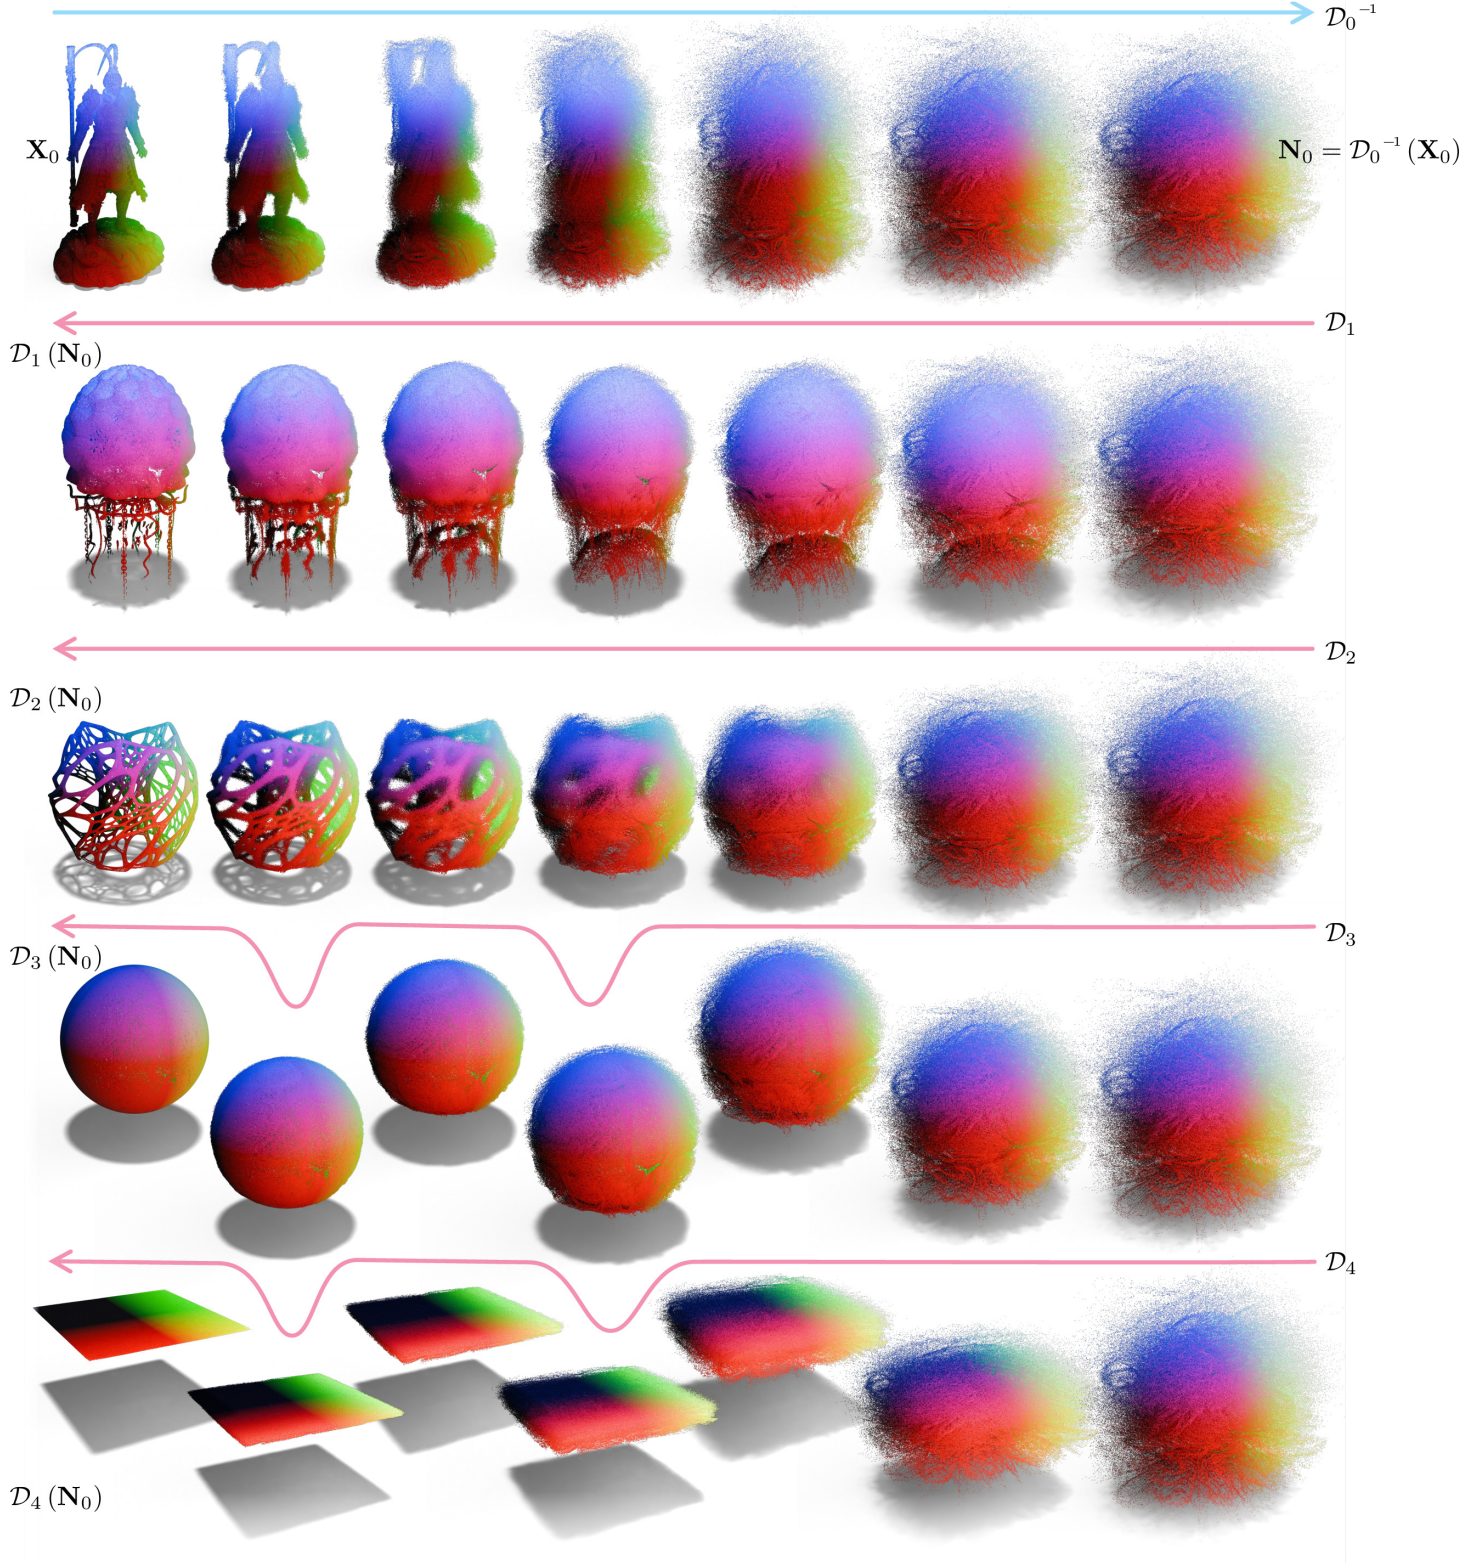 𝒟₀⁻¹
X₀
N₀ = 𝒟₀⁻¹ (X₀)
𝒟₁
𝒟₁ (N₀)
𝒟₂
𝒟₂ (N₀)
𝒟₃
𝒟₃ (N₀)
𝒟₄
𝒟₄ (N₀)